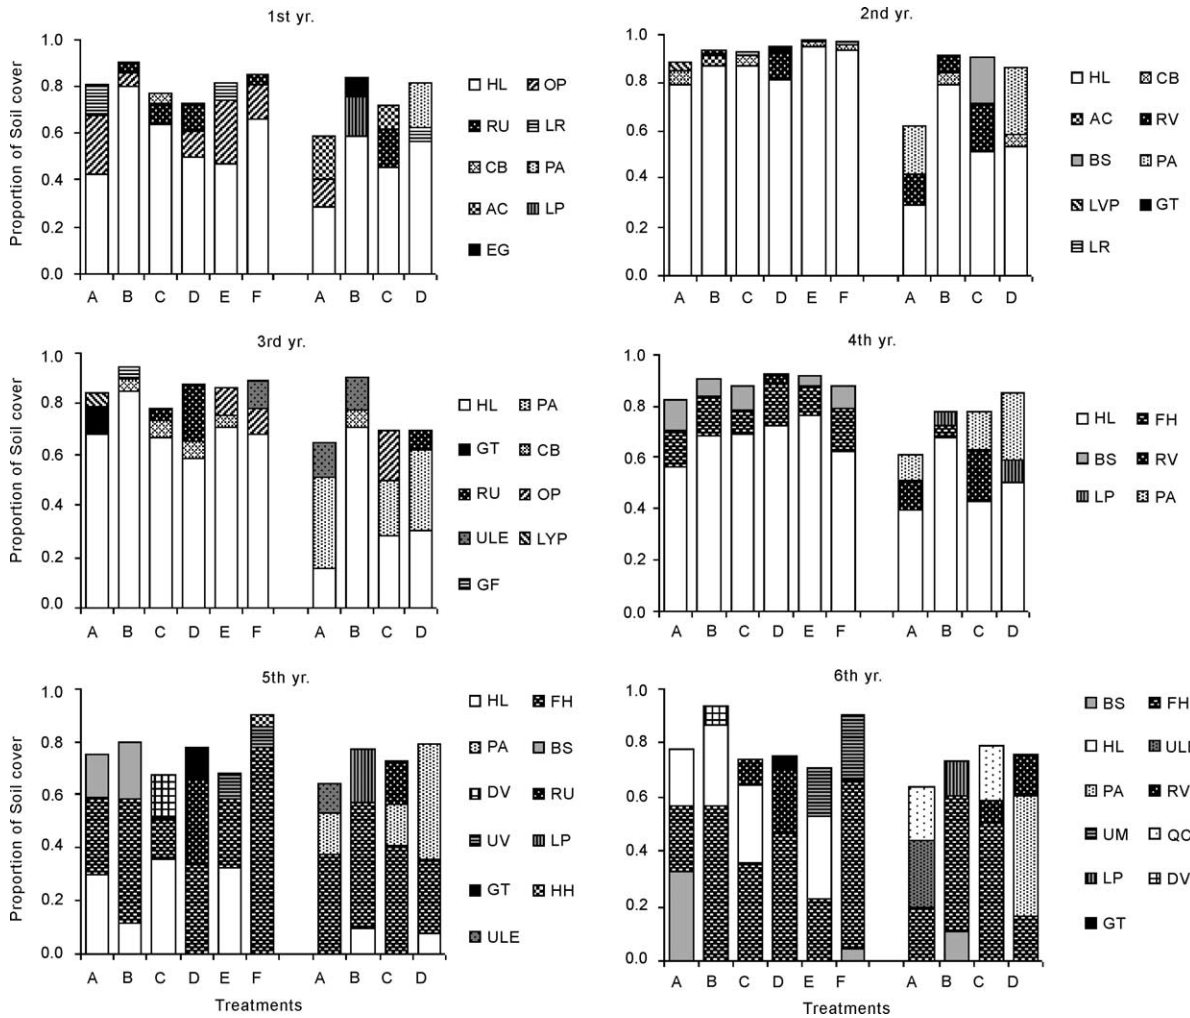 1st yr.
Proportion of Soil cover
1.0
0.8
0.6
0.4
0.2
0.0
A B C D E F A B C D
HL OP
RU LR
CB PA
AC LP
EG
2nd yr.
1.0
0.8
0.6
0.4
0.2
0.0
A B C D E F A B C D
HL CB
AC RV
BS PA
LVP GT
LR
3rd yr.
Proportion of Soil cover
1.0
0.8
0.6
0.4
0.2
0.0
A B C D E F A B C D
HL PA
GT CB
RU OP
ULE LYP
GF
4th yr.
1.0
0.8
0.6
0.4
0.2
0.0
A B C D E F A B C D
HL FH
BS RV
LP PA
5th yr.
Proportion of Soil cover
1.0
0.8
0.6
0.4
0.2
0.0
A B C D E F A B C D
Treatments
HL FH
PA BS
DV RU
UV LP
GT HH
ULE
6th yr.
1.0
0.8
0.6
0.4
0.2
0.0
A B C D E F A B C D
Treatments
BS FH
HL
PA RV
UM
LP DV
GT